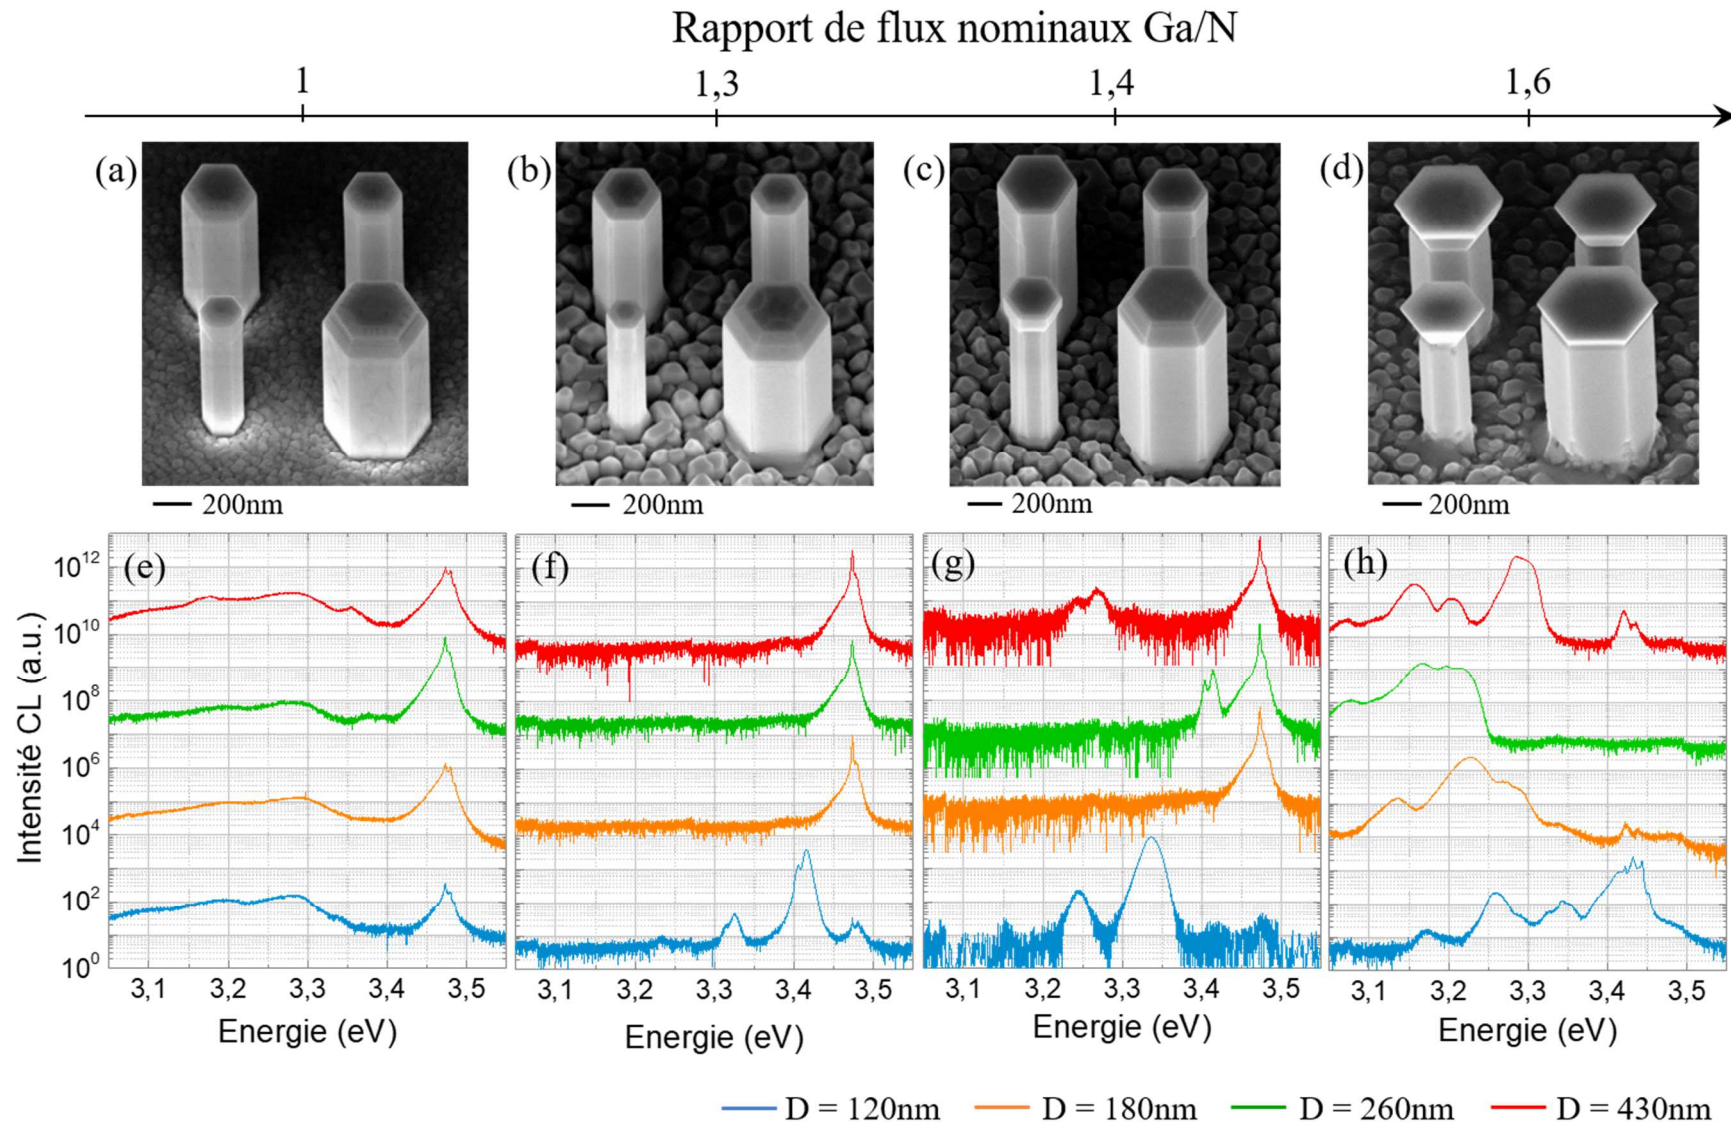 Rapport de flux nominaux Ga/N
1 1,3 1,4 1,6
(a) (b) (c) (d)
200nm 200nm 200nm 200nm
(e) (f) (g) (h)
Intensité CL (a.u.)
10^12
10^10
10^8
10^6
10^4
10^2
10^0
3,1 3,2 3,3 3,4 3,5 3,1 3,2 3,3 3,4 3,5 3,1 3,2 3,3 3,4 3,5 3,1 3,2 3,3 3,4 3,5
Energie (eV) Energie (eV) Energie (eV) Energie (eV)
D = 120nm D = 180nm D = 260nm D = 430nm